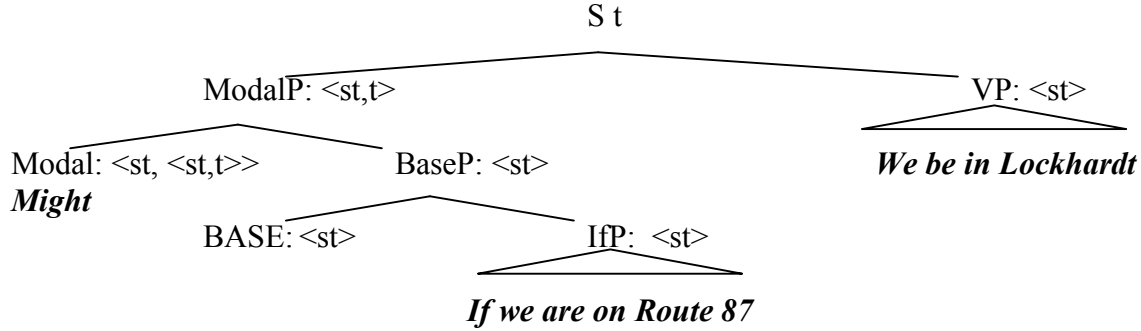 S t
ModalP: <st,t> VP: <st>
Modal: <st, <st,t>> BaseP: <st> We be in Lockhardt
Might
BASE: <st> IfP: <st>
If we are on Route 87